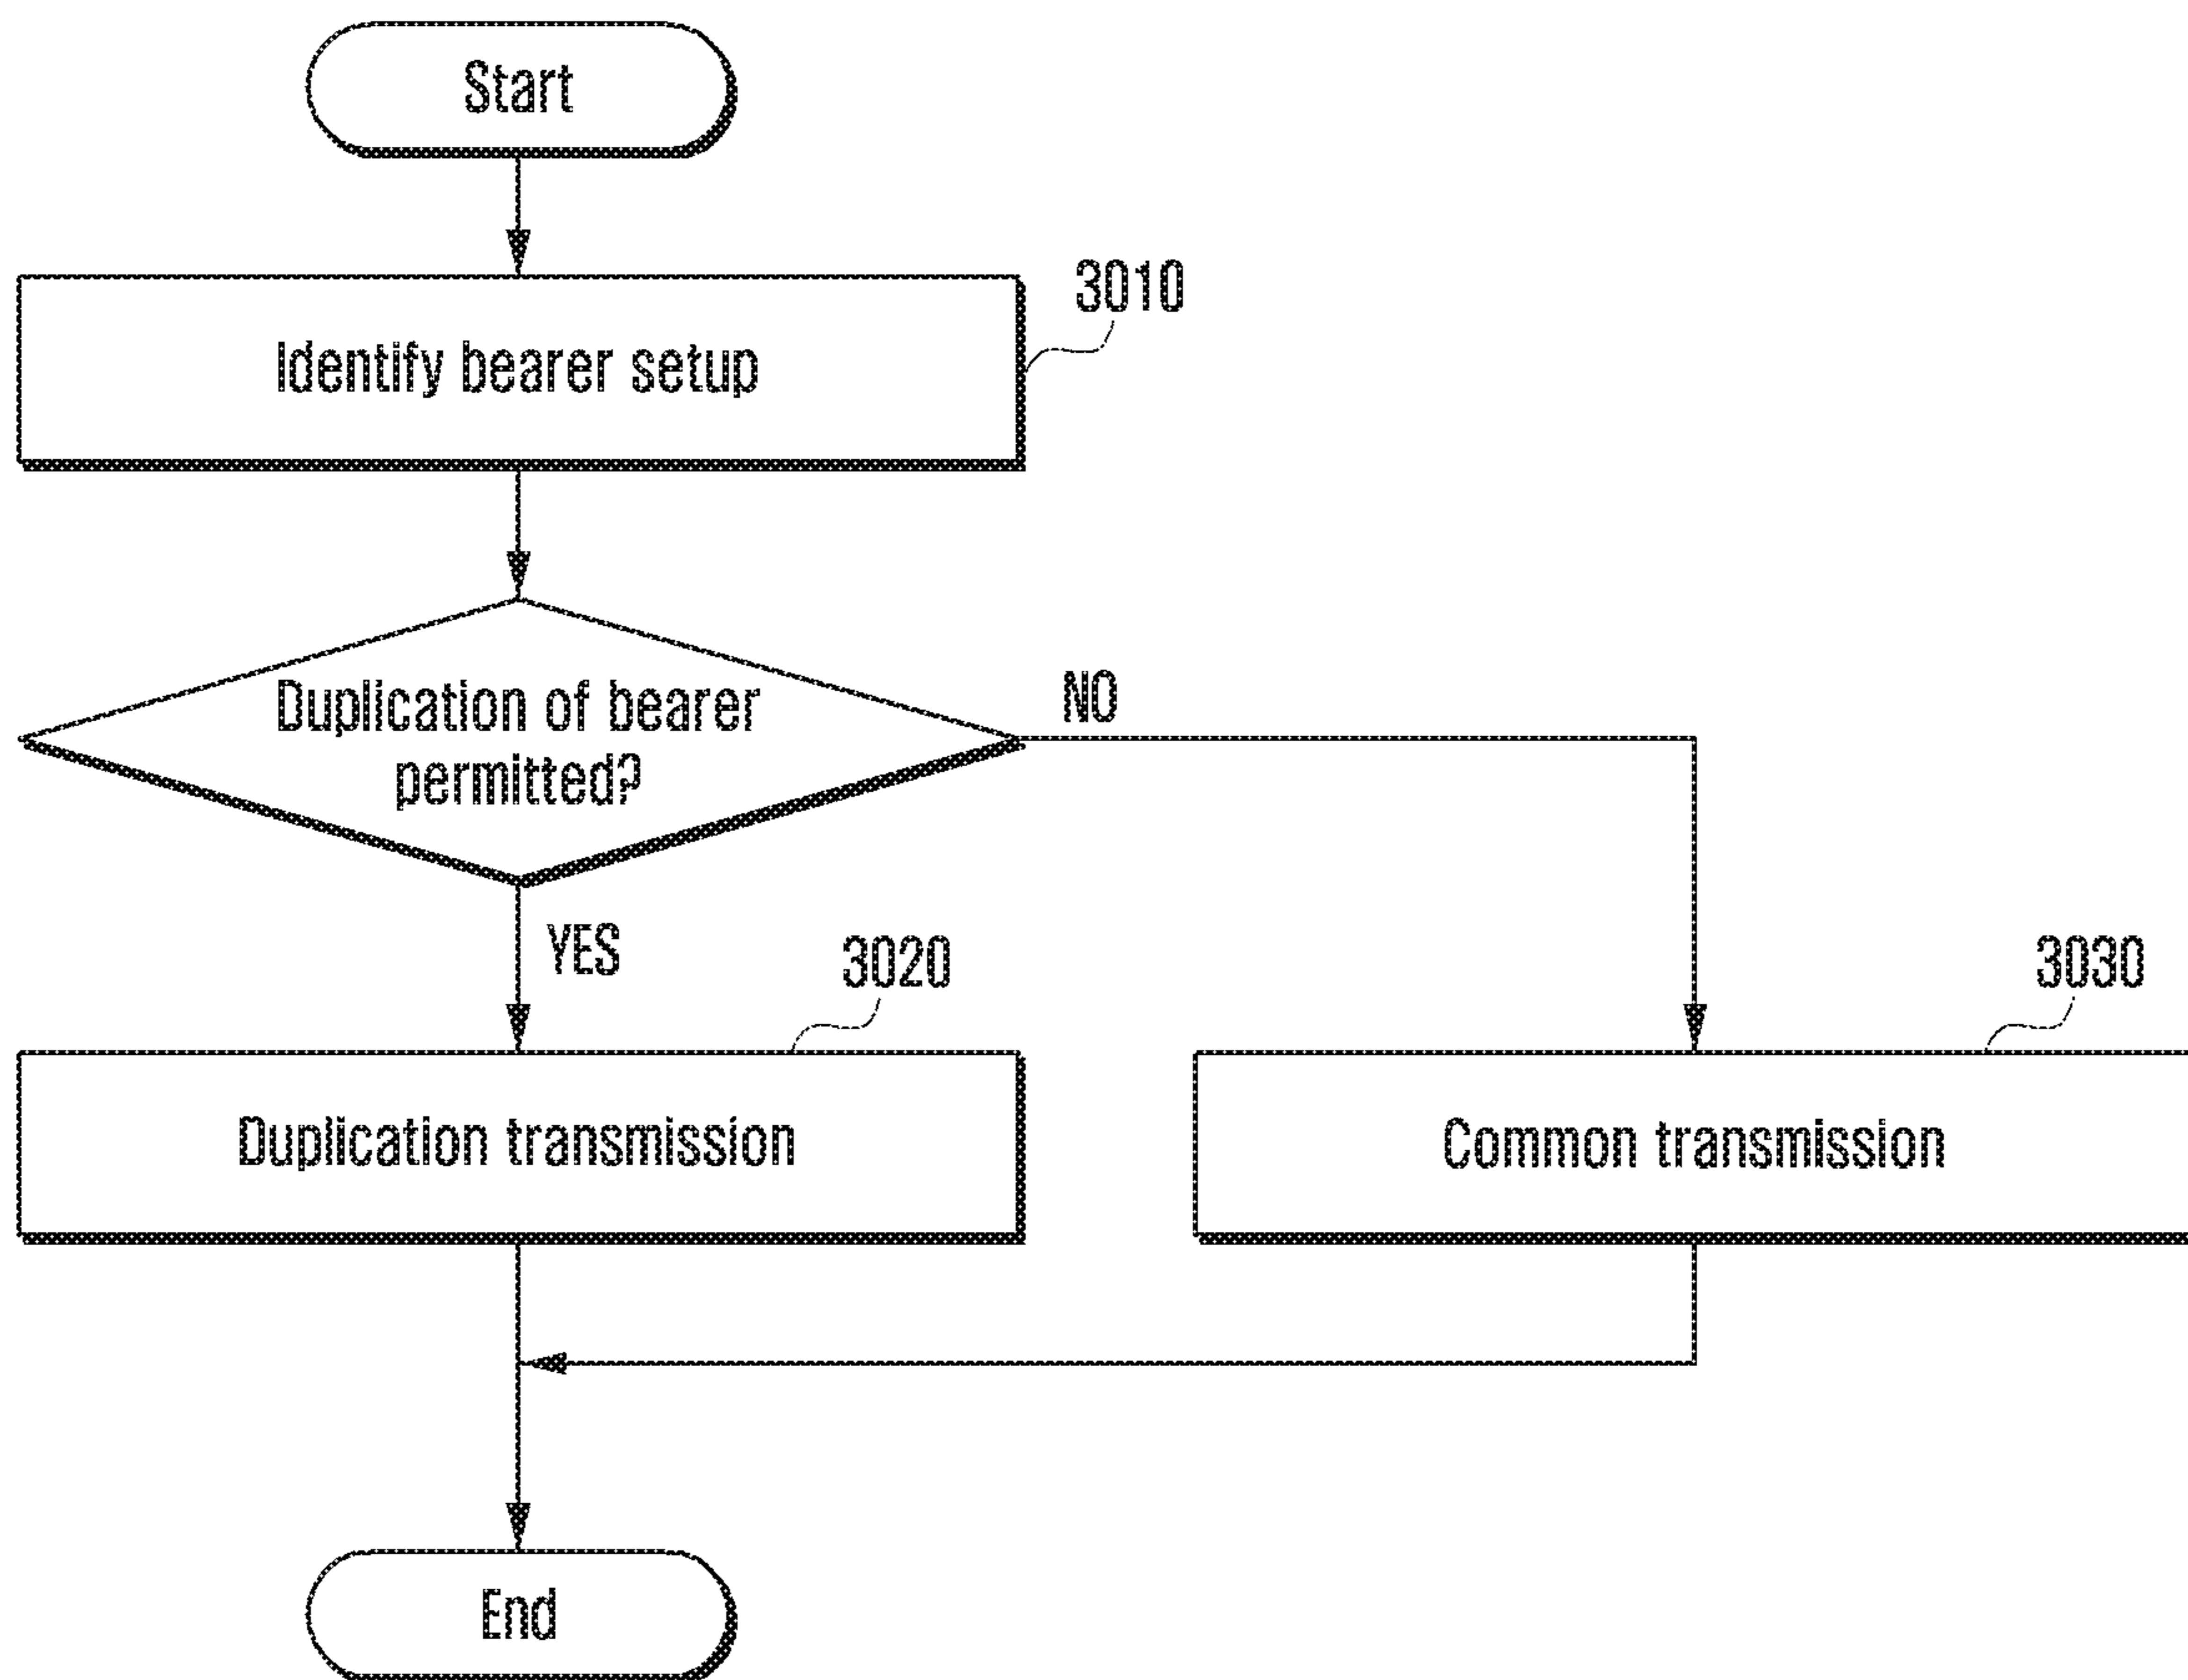 Start
3010
Identify bearer setup
Duplication of bearer
permitted?
NO
YES
3020
3030
Duplication transmission
Common transmission
End